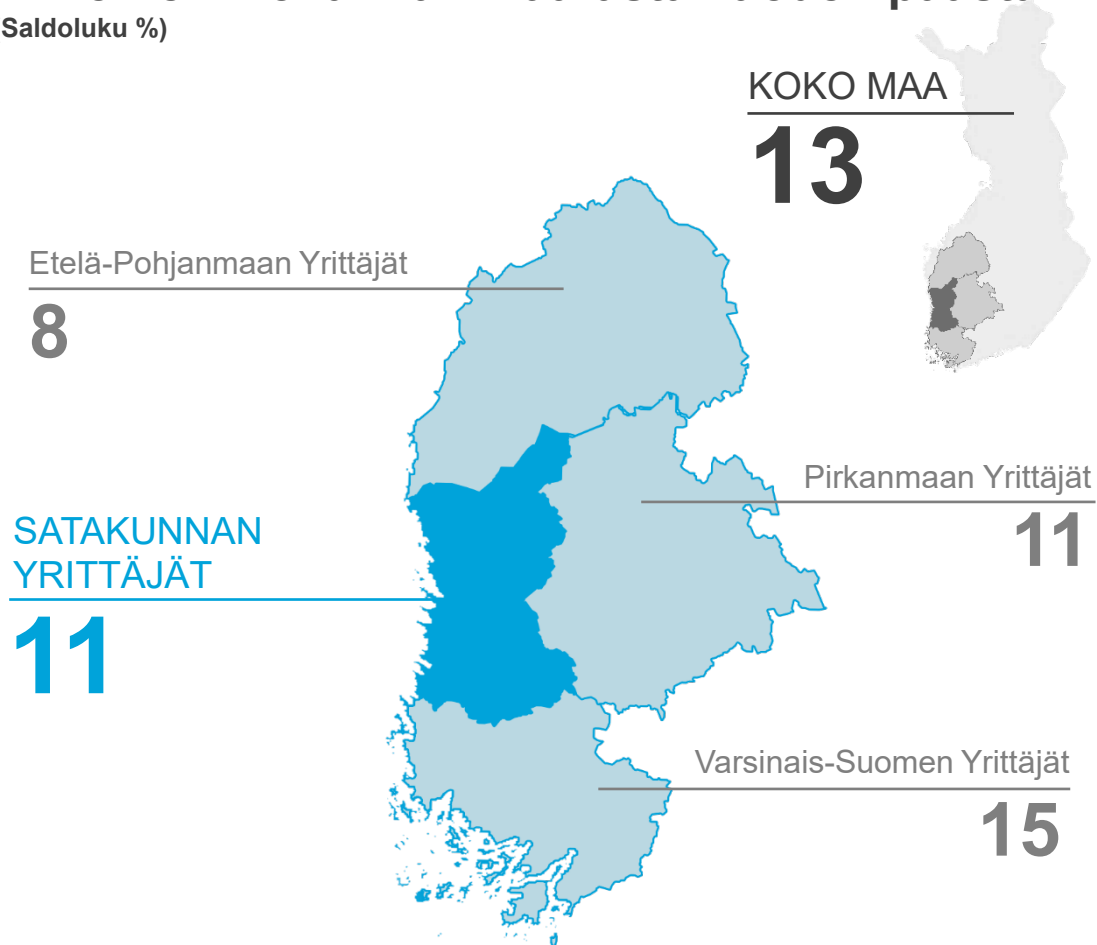 Saldoluku %)
KOKO MAA
13
Etelä-Pohjanmaan Yrittäjät
8
Pirkanmaan Yrittäjät
11
SATAKUNNAN
YRITTÄJÄT
11
Varsinais-Suomen Yrittäjät
15